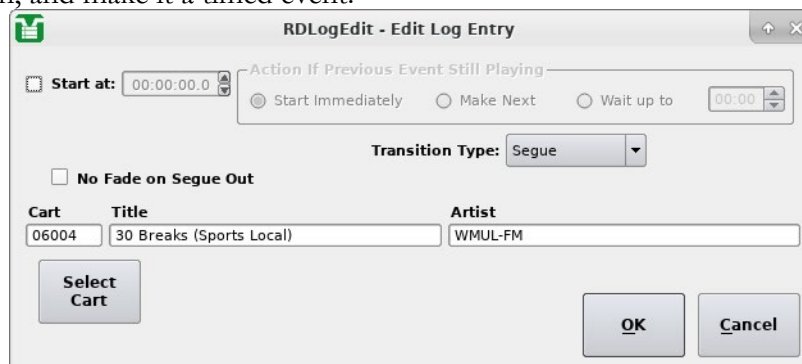 and make it a timed event.
RDLogEdit - Edit Log Entry
Action If Previous Event Still Playing
Start at: 00:00:00.0 Start Immediately Make Next Wait up to 00:00
Transition Type: Segue
No Fade on Segue Out
Cart Title Artist
06004 30 Breaks (Sports Local) WMUL-FM
Select
Cart
OK Cancel